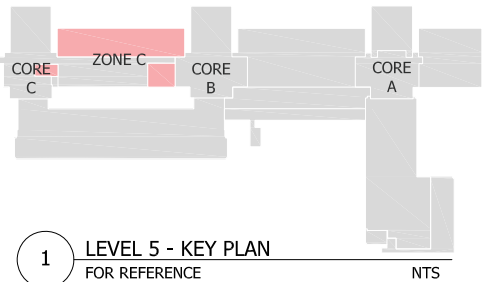 ZONE C
CORE C
CORE B
CORE A
1
LEVEL 5 - KEY PLAN
FOR REFERENCE NTS